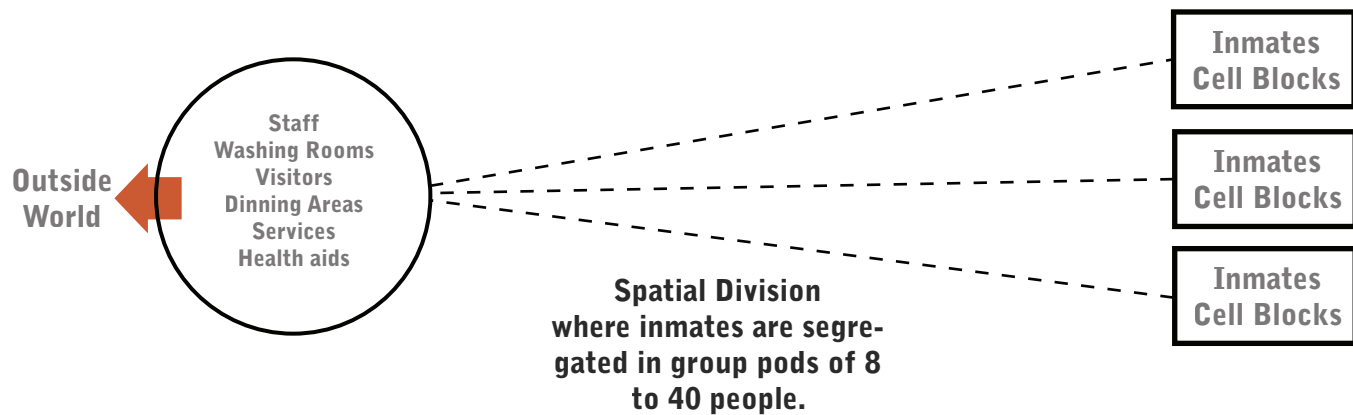 Outside
World
Staff
Washing Rooms
Visitors
Dinning Areas
Services
Health aids
Spatial Division
where inmates are segre-
gated in group pods of 8
to 40 people.
Inmates
Cell Blocks
Inmates
Cell Blocks
Inmates
Cell Blocks